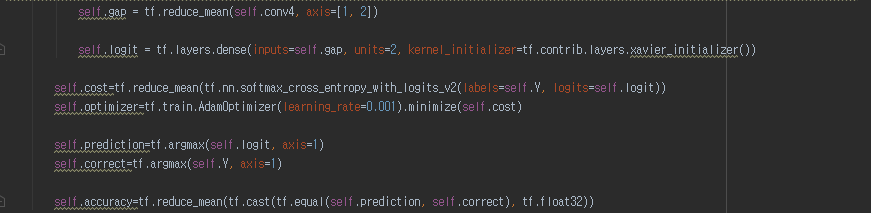 self.gap = tf.reduce_mean(self.conv4, axis=[1, 2])
self.logit = tf.layers.dense(inputs=self.gap, units=2, kernel_initializer=tf.contrib.layers.xavier_initializer())
self.cost=tf.reduce_mean(tf.nn.softmax_cross_entropy_with_logits_v2(labels=self.Y, logits=self.logit))
self.optimizer=tf.train.AdamOptimizer(learning_rate=0.001).minimize(self.cost)
self.prediction=tf.argmax(self.logit, axis=1)
self.correct=tf.argmax(self.Y, axis=1)
self.accuracy=tf.reduce_mean(tf.cast(tf.equal(self.prediction, self.correct), tf.float32))